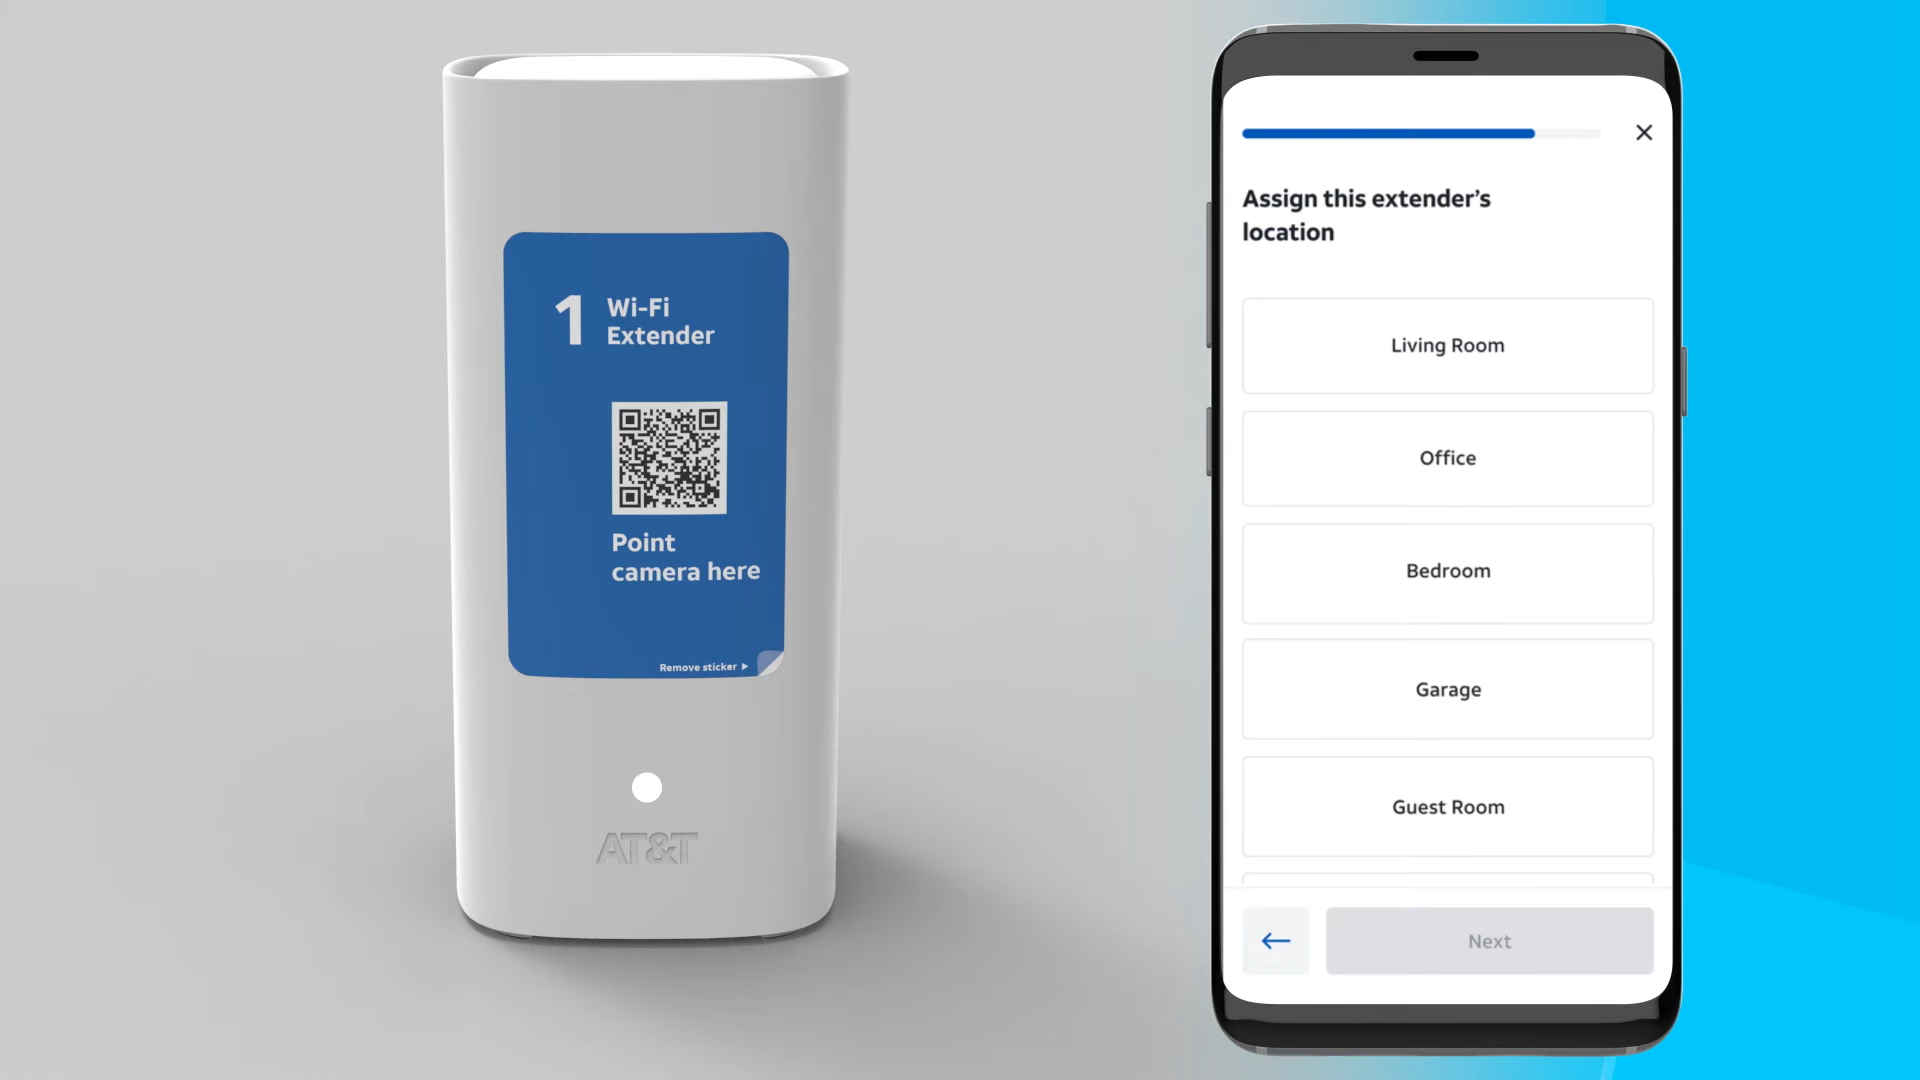 1 Wi-Fi
Extender
Point
camera here
Remove sticker
AT&T
Assign this extender’s
location
Living Room
Office
Bedroom
Garage
Guest Room
Next